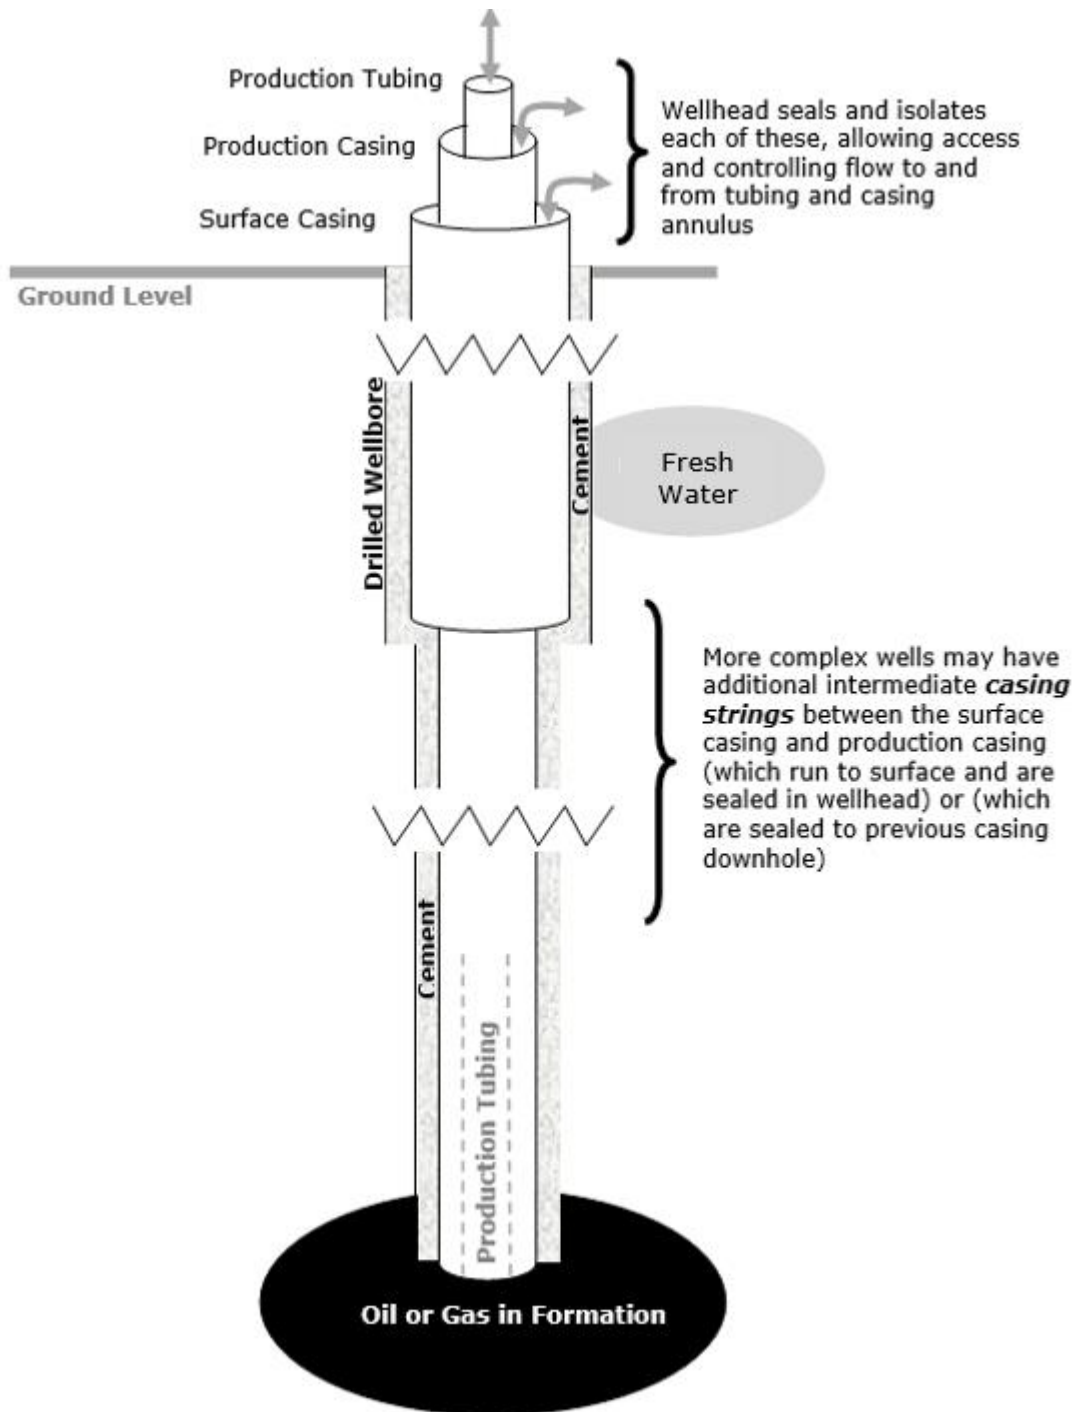 Production Tubing
Production Casing
Surface Casing
Wellhead seals and isolates
each of these, allowing access
and controlling flow to and
from tubing and casing
annulus
Ground Level
Drilled Wellbore
Cement
Fresh
Water
More complex wells may have
additional intermediate casing
strings between the surface
casing and production casing
(which run to surface and are
sealed in wellhead) or (which
are sealed to previous casing
downhole)
Cement
Production Tubing
Oil or Gas in Formation